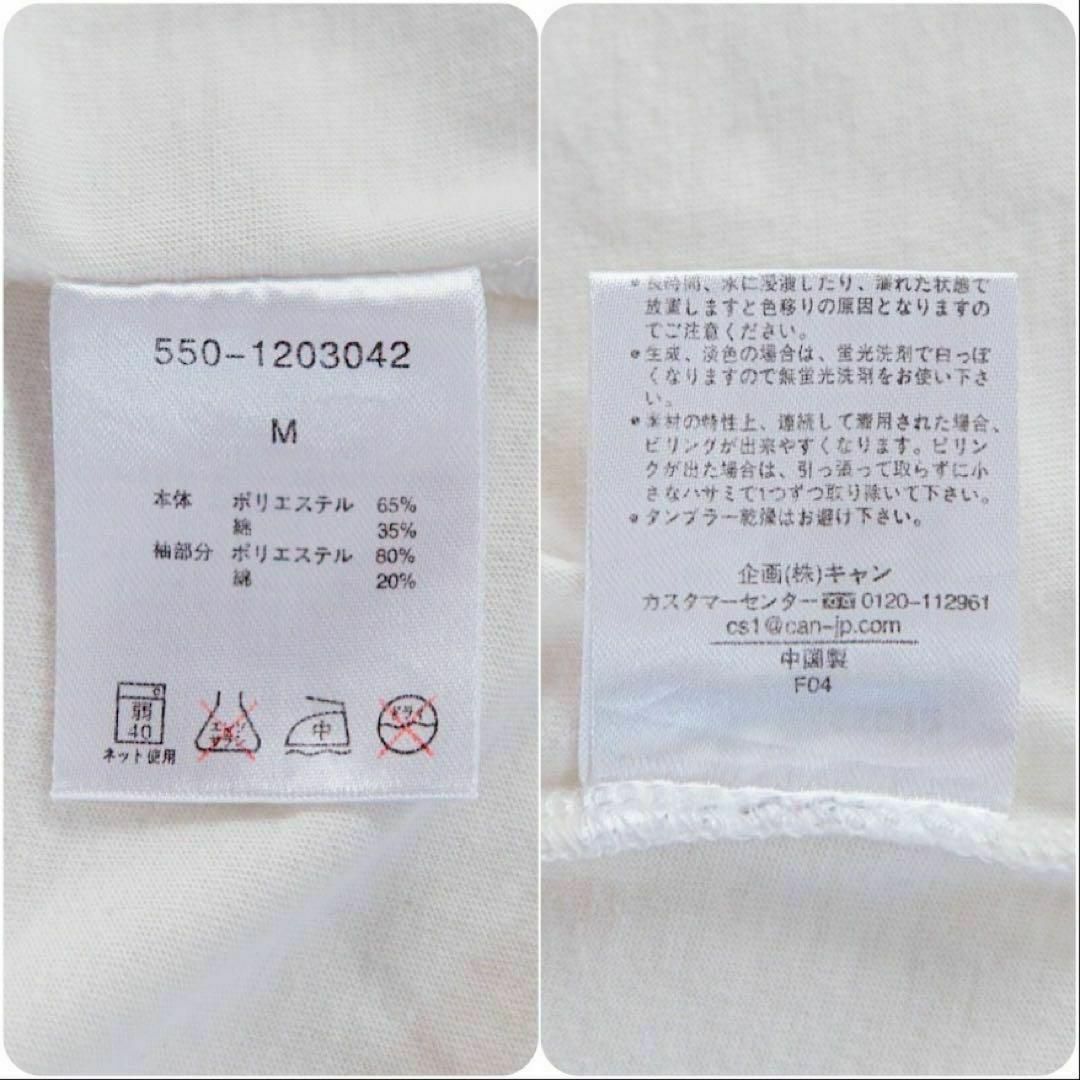 550-1203042
M
本体 ポリエステル 65%
綿 35%
袖部分 ポリエステル 80%
綿 20%
弱
40
ネット使用
エンソ
サラシ
中
ドライ
•長時間、水に浸漬したり、濡れた状態で
放置しますと色移りの原因となりますの
でご注意ください。
•生成、淡色の場合は、蛍光洗剤で白っぽ
くなりますので無蛍光洗剤をお使い下さ
い。
•素材の特性上、連続して着用された場合、
ピリングが出来やすくなります。ピリン
グが出た場合は、引っ張って取らずに小
さなハサミで1つずつ取り除いて下さい。
•タンブラー乾燥はお避け下さい。
企画(株)キャン
カスタマーセンター 0120-112961
cs1@can-jp.com
中国製
F04